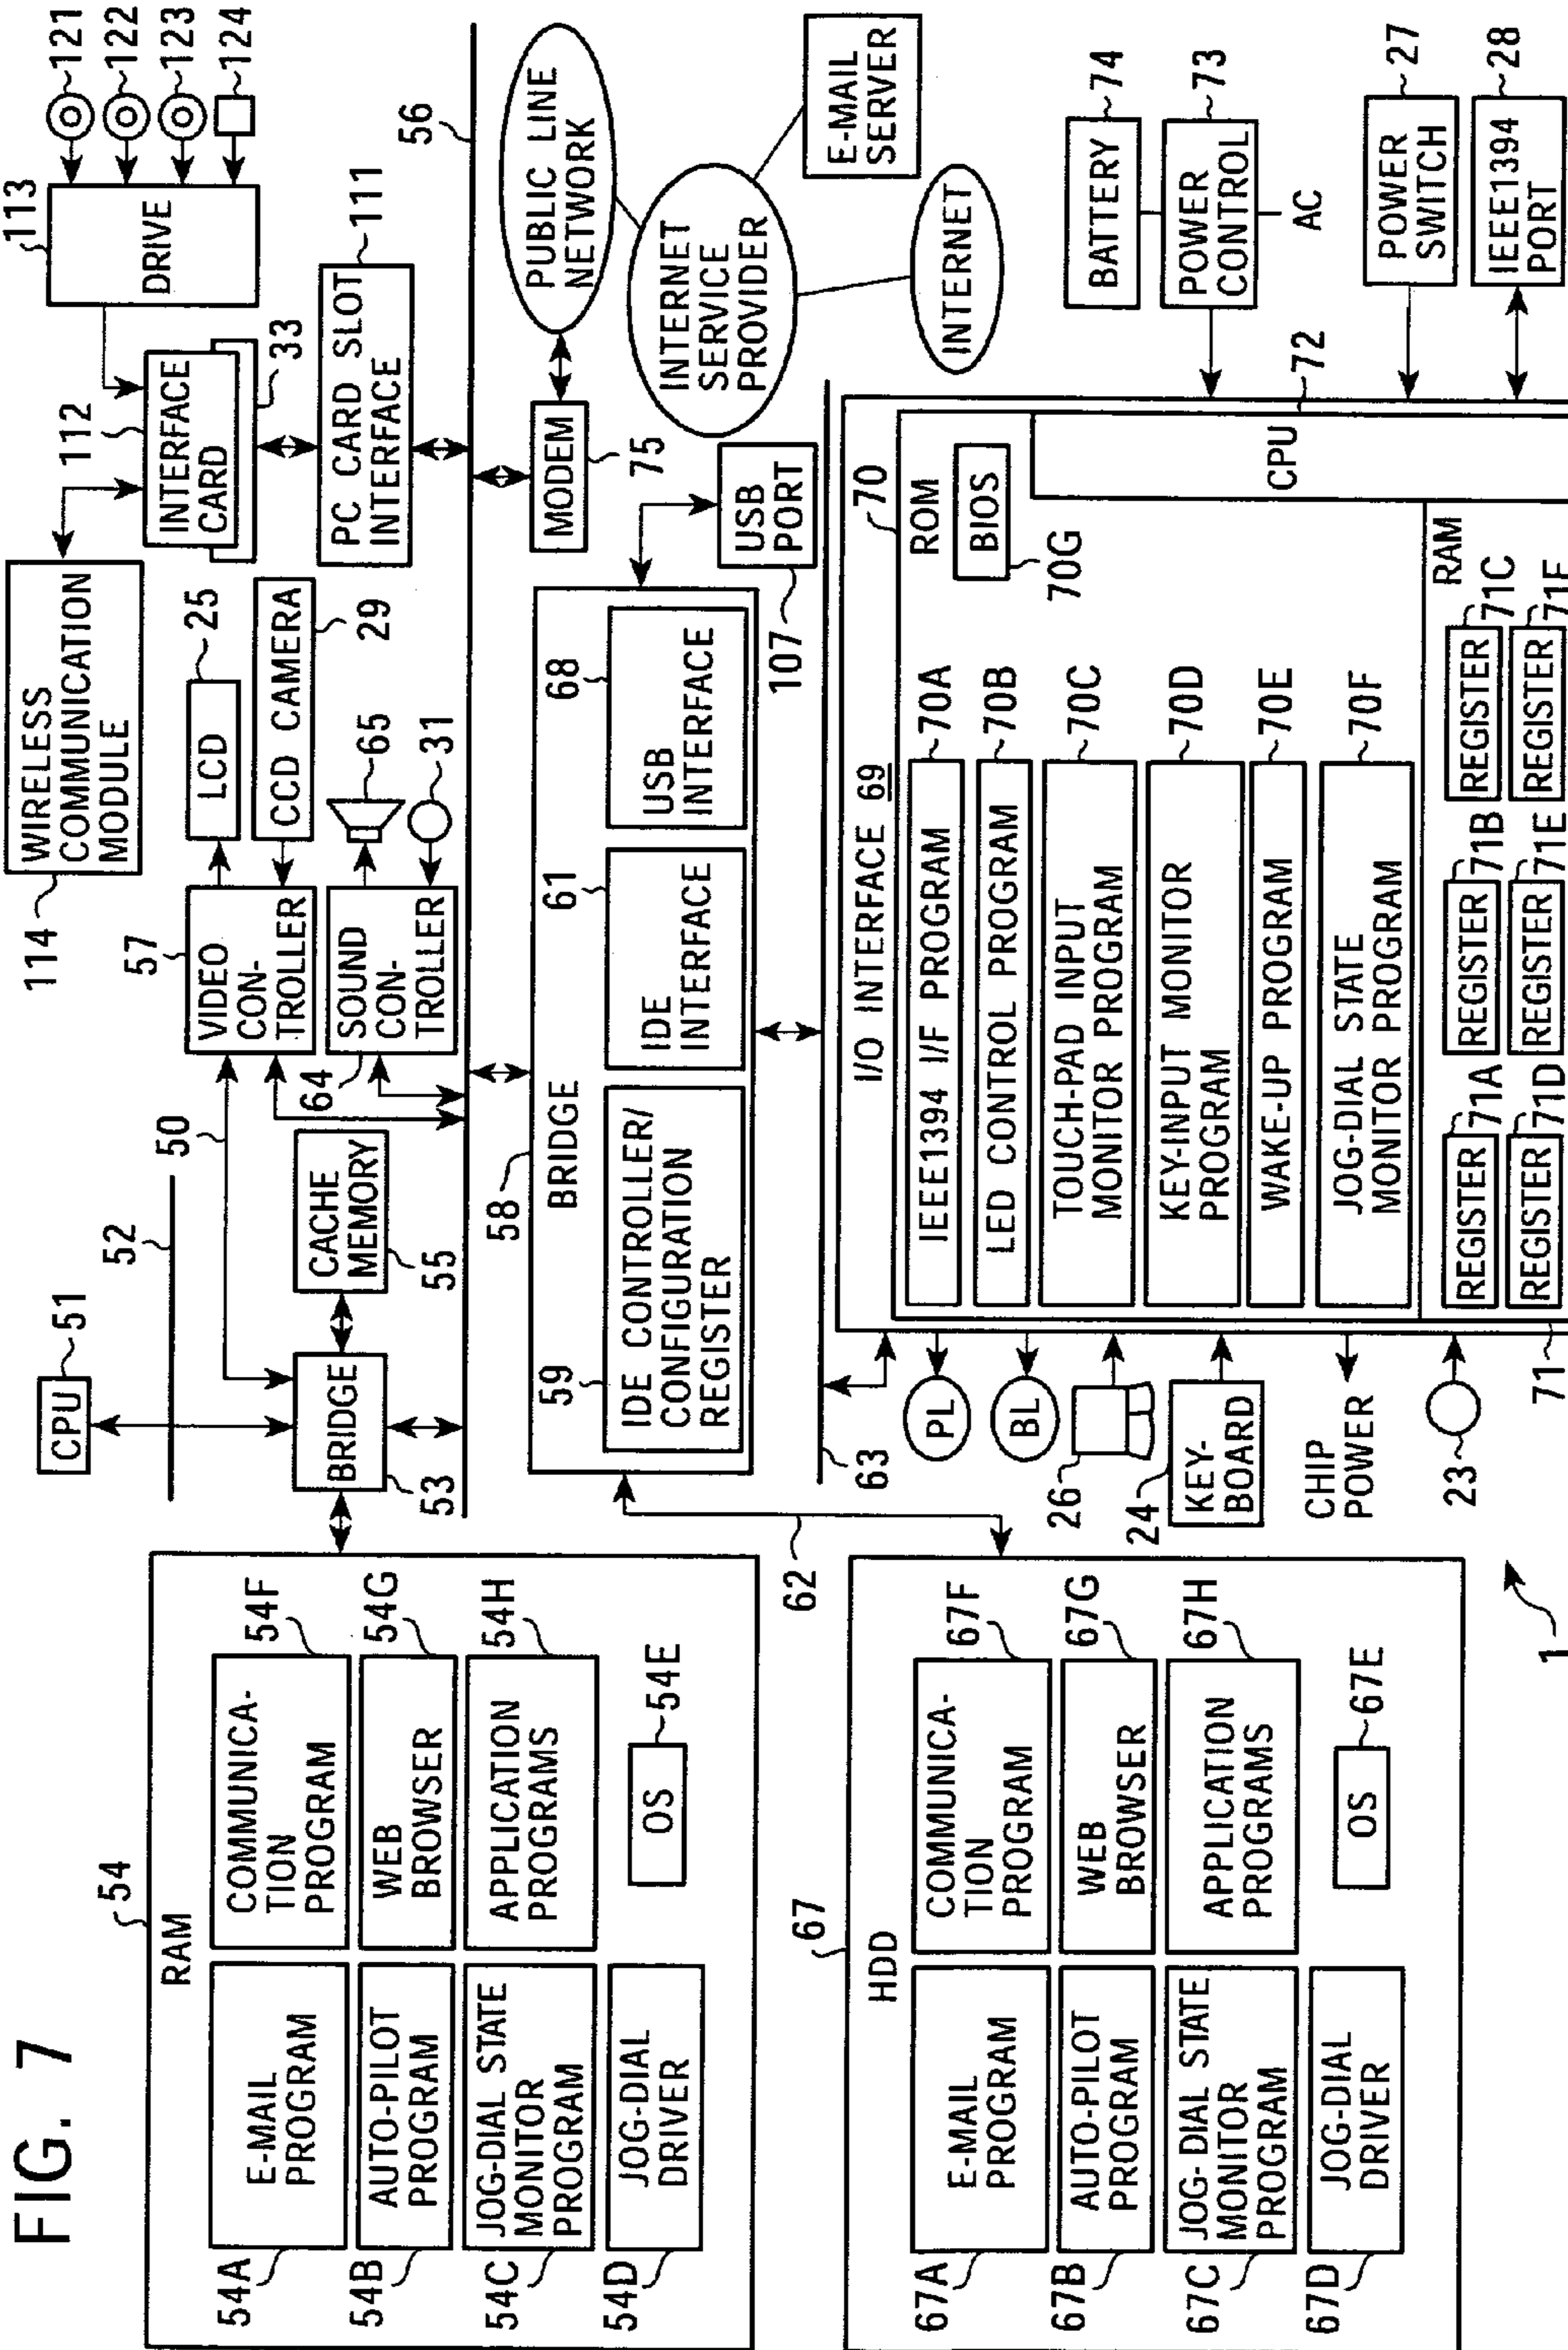 FIG. 7
54
RAM
54A
E-MAIL
PROGRAM
COMMUNICA-
TION
PROGRAM
54F
54B
AUTO-PILOT
PROGRAM
WEB
BROWSER
54G
54C
JOG-DIAL STATE
MONITOR
PROGRAM
APPLICATION
PROGRAMS
54H
54D
JOG-DIAL
DRIVER
OS
54E
67
HDD
67A
E-MAIL
PROGRAM
COMMUNICA-
TION
PROGRAM
67F
67B
AUTO-PILOT
PROGRAM
WEB
BROWSER
67G
67C
JOG-DIAL STATE
MONITOR
PROGRAM
APPLICATION
PROGRAMS
67H
67D
JOG-DIAL
DRIVER
OS
67E
62
1
CPU
51
52
50
BRIDGE
53
CACHE
MEMORY
55
114
WIRELESS
COMMUNICATION
MODULE
57
VIDEO
CON-
TROLLER
LCD
25
CCD CAMERA
29
64
SOUND
CON-
TROLLER
65
31
112
INTERFACE
CARD
33
113
DRIVE
121
122
123
124
PC CARD SLOT
INTERFACE
111
56
58
BRIDGE
59
IDE CONTROLLER/
CONFIGURATION
REGISTER
61
IDE
INTERFACE
68
USB
INTERFACE
MODEM
75
USB
PORT
107
PUBLIC LINE
NETWORK
INTERNET
SERVICE
PROVIDER
E-MAIL
SERVER
INTERNET
63
PL
BL
26
24
KEY-
BOARD
CHIP
POWER
23
I/O INTERFACE 69
70
ROM
IEEE1394 I/F PROGRAM
70A
LED CONTROL PROGRAM
70B
TOUCH-PAD INPUT
MONITOR PROGRAM
70C
KEY-INPUT MONITOR
PROGRAM
70D
WAKE-UP PROGRAM
70E
JOG-DIAL STATE
MONITOR PROGRAM
70F
BIOS
70G
CPU
72
RAM
71
REGISTER
71A
REGISTER
71B
REGISTER
71C
REGISTER
71D
REGISTER
71E
REGISTER
71F
BATTERY
74
POWER
CONTROL
73
AC
POWER
SWITCH
27
IEEE1394
PORT
28